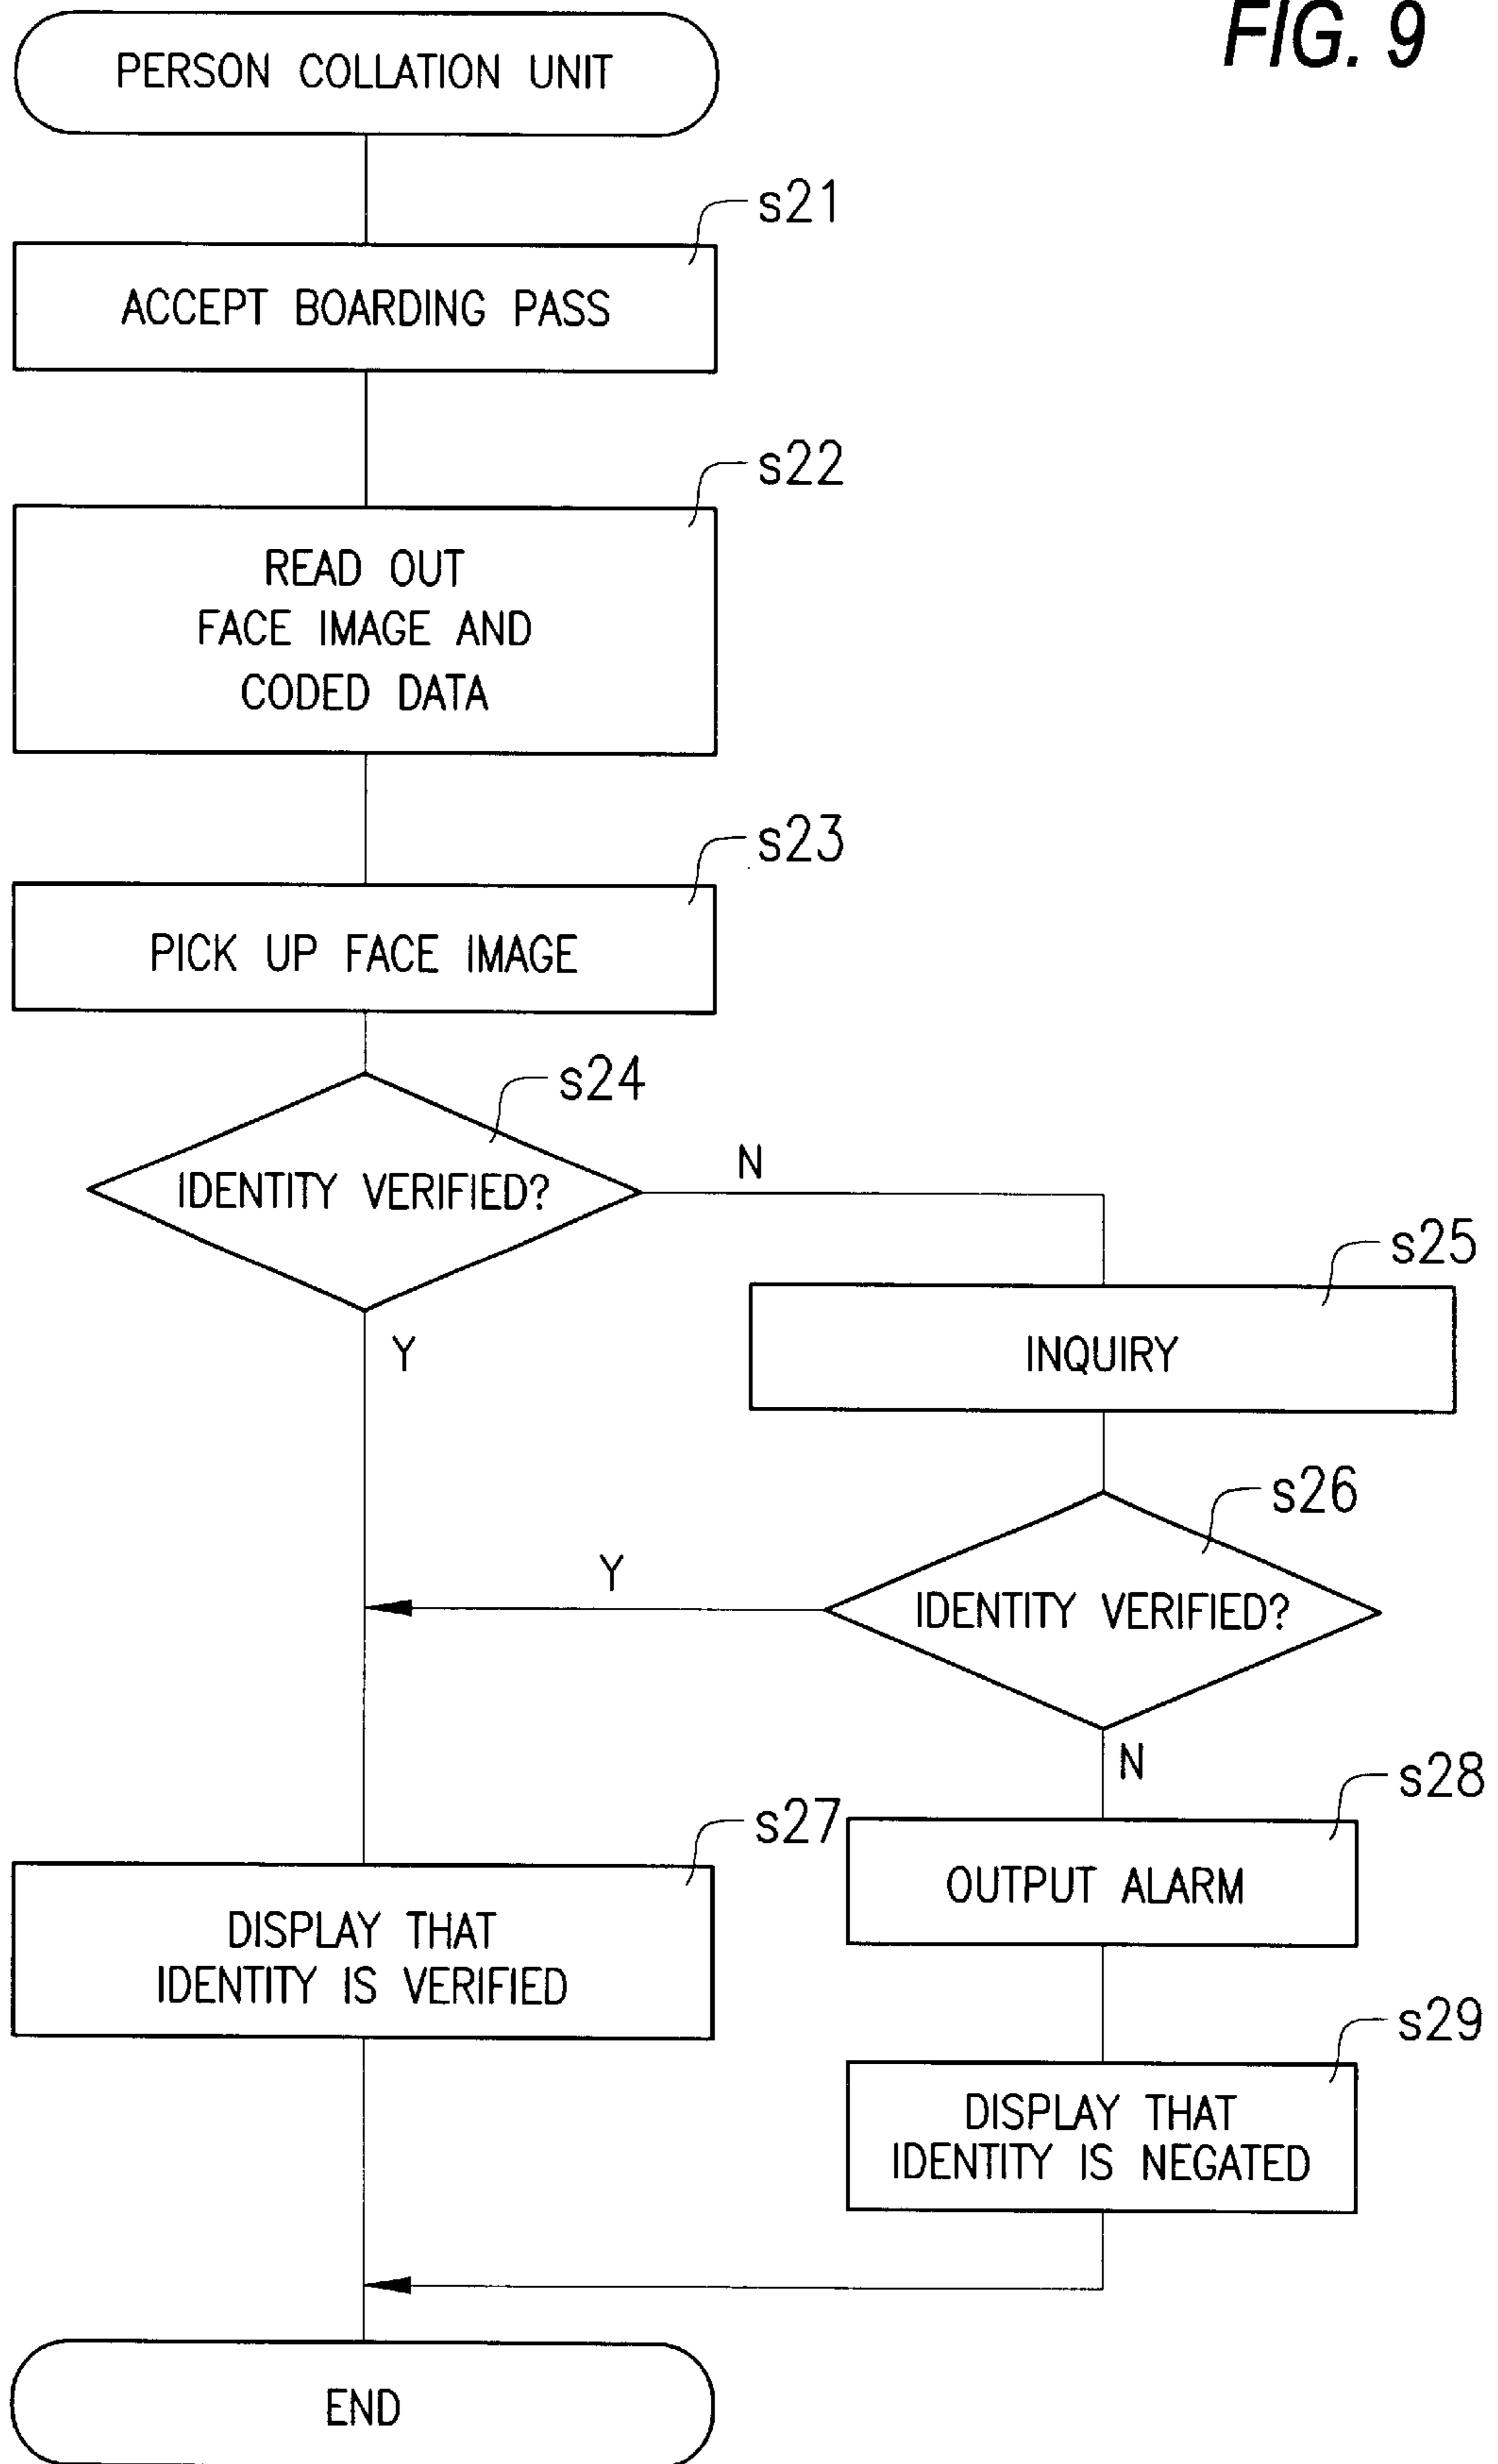 FIG. 9
PERSON COLLATION UNIT
s21
ACCEPT BOARDING PASS
s22
READ OUT
FACE IMAGE AND
CODED DATA
s23
PICK UP FACE IMAGE
s24
IDENTITY VERIFIED?
N
Y
s25
INQUIRY
s26
IDENTITY VERIFIED?
Y
N
s27
DISPLAY THAT
IDENTITY IS VERIFIED
s28
OUTPUT ALARM
s29
DISPLAY THAT
IDENTITY IS NEGATED
END